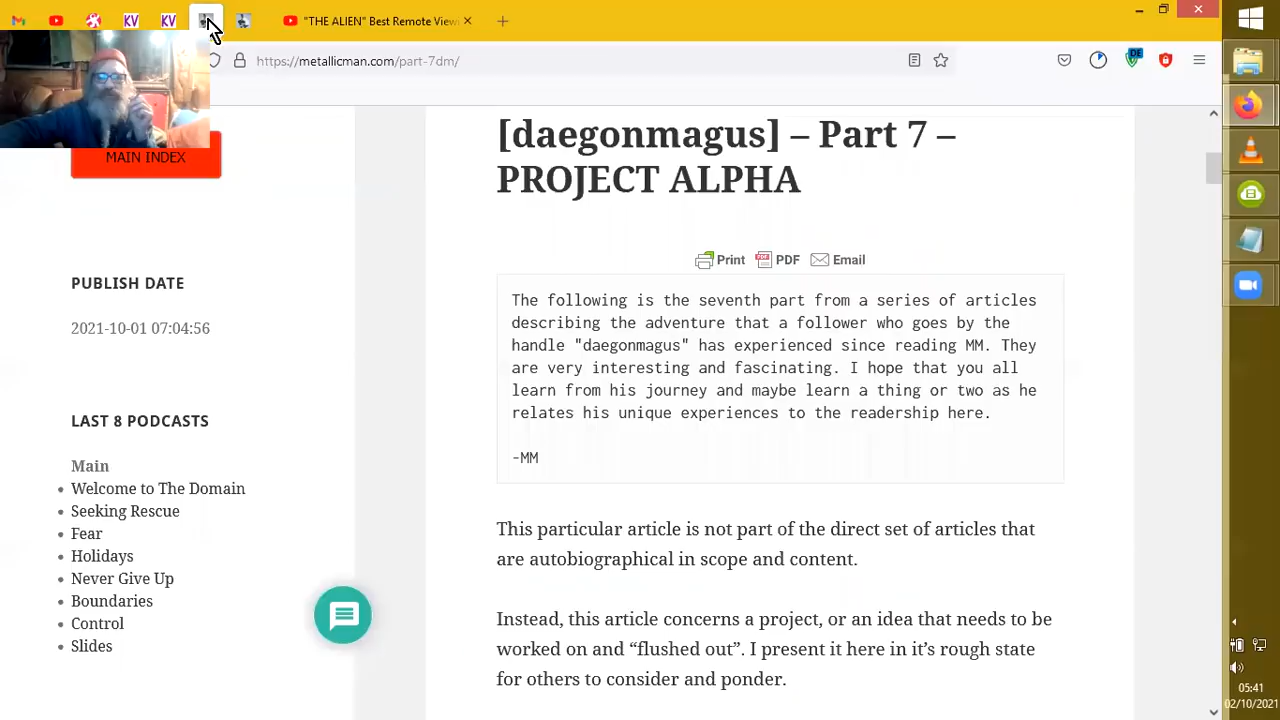 KV
KV
"THE ALIEN" Best Remote View
https://metallicman.com/part-7dm/
DE
MAIN INDEX
PUBLISH DATE
2021-10-01 07:04:56
LAST 8 PODCASTS
Main
Welcome to The Domain
Seeking Rescue
Fear
Holidays
Never Give Up
Boundaries
Control
Slides
[daegonmagus] – Part 7 –
PROJECT ALPHA
Print PDF Email
The following is the seventh part from a series of articles
describing the adventure that a follower who goes by the
handle "daegonmagus" has experienced since reading MM. They
are very interesting and fascinating. I hope that you all
learn from his journey and maybe learn a thing or two as he
relates his unique experiences to the readership here.
-MM
This particular article is not part of the direct set of articles that
are autobiographical in scope and content.
Instead, this article concerns a project, or an idea that needs to be
worked on and “flushed out”. I present it here in it’s rough state
for others to consider and ponder.
05:41
02/10/2021